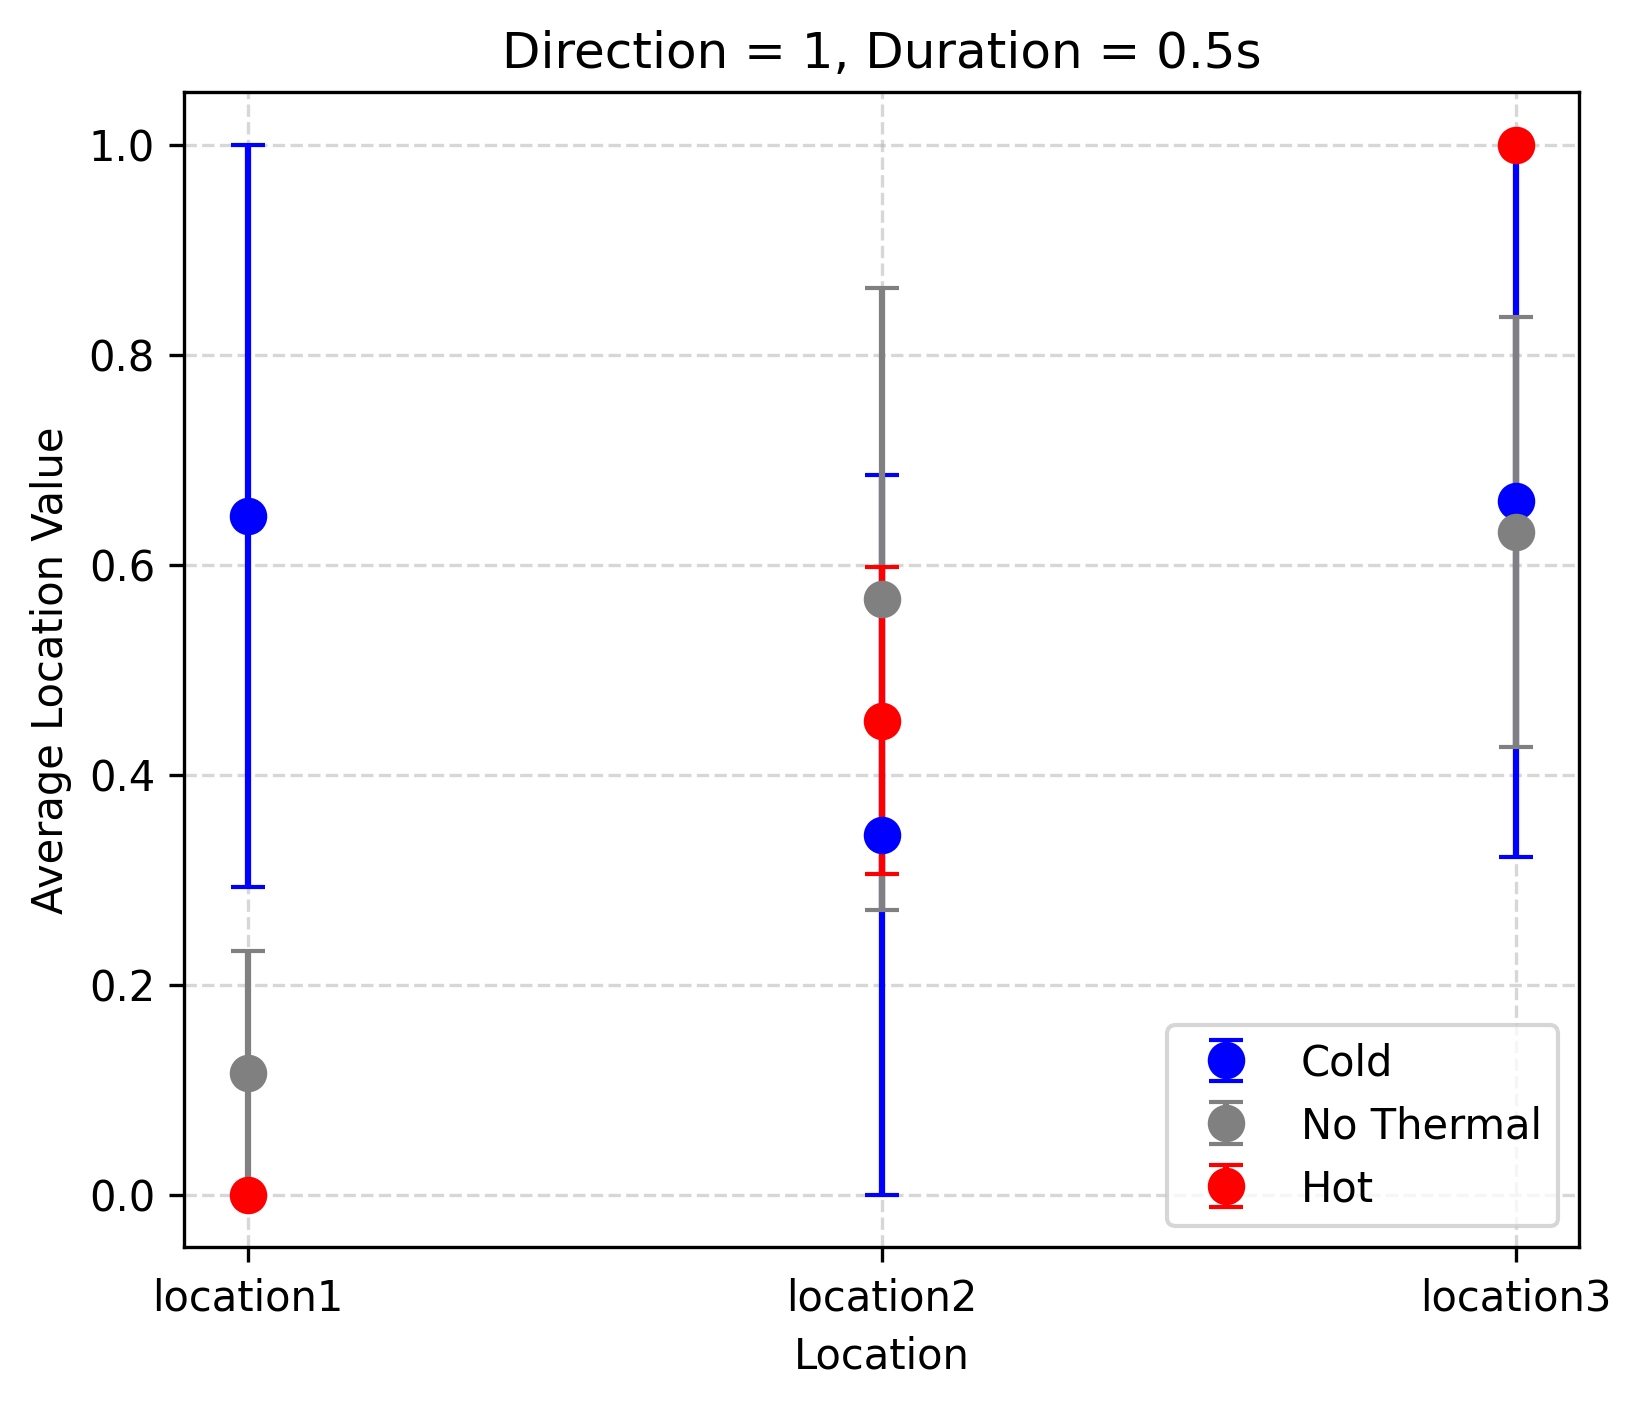 Direction = 1, Duration = 0.5s
1.0
0.8
0.6
0.4
0.2
0.0
Average Location Value
Cold
No Thermal
Hot
location1
location2
location3
Location